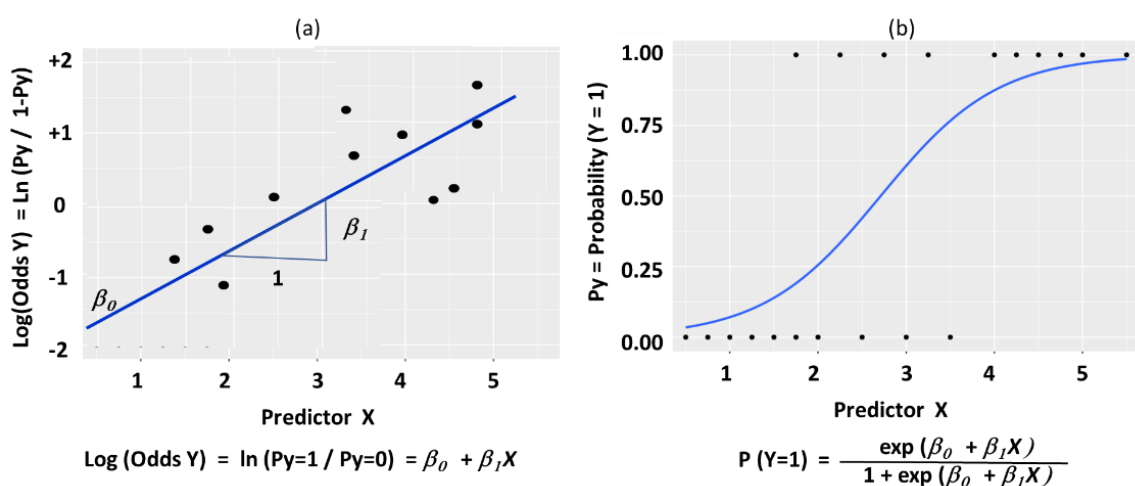 (a)
Log(Odds Y) = Ln (Py / 1-Py)
+2
+1
0
-1
-2
β0
β1
1
1 2 3 4 5
Predictor X
Log (Odds Y) = ln (Py=1 / Py=0) = β0 + β1X
(b)
Py = Probability (Y = 1)
1.00
0.75
0.50
0.25
0.00
1 2 3 4 5
Predictor X
P (Y=1) = exp (β0 + β1X) / 1 + exp (β0 + β1X)